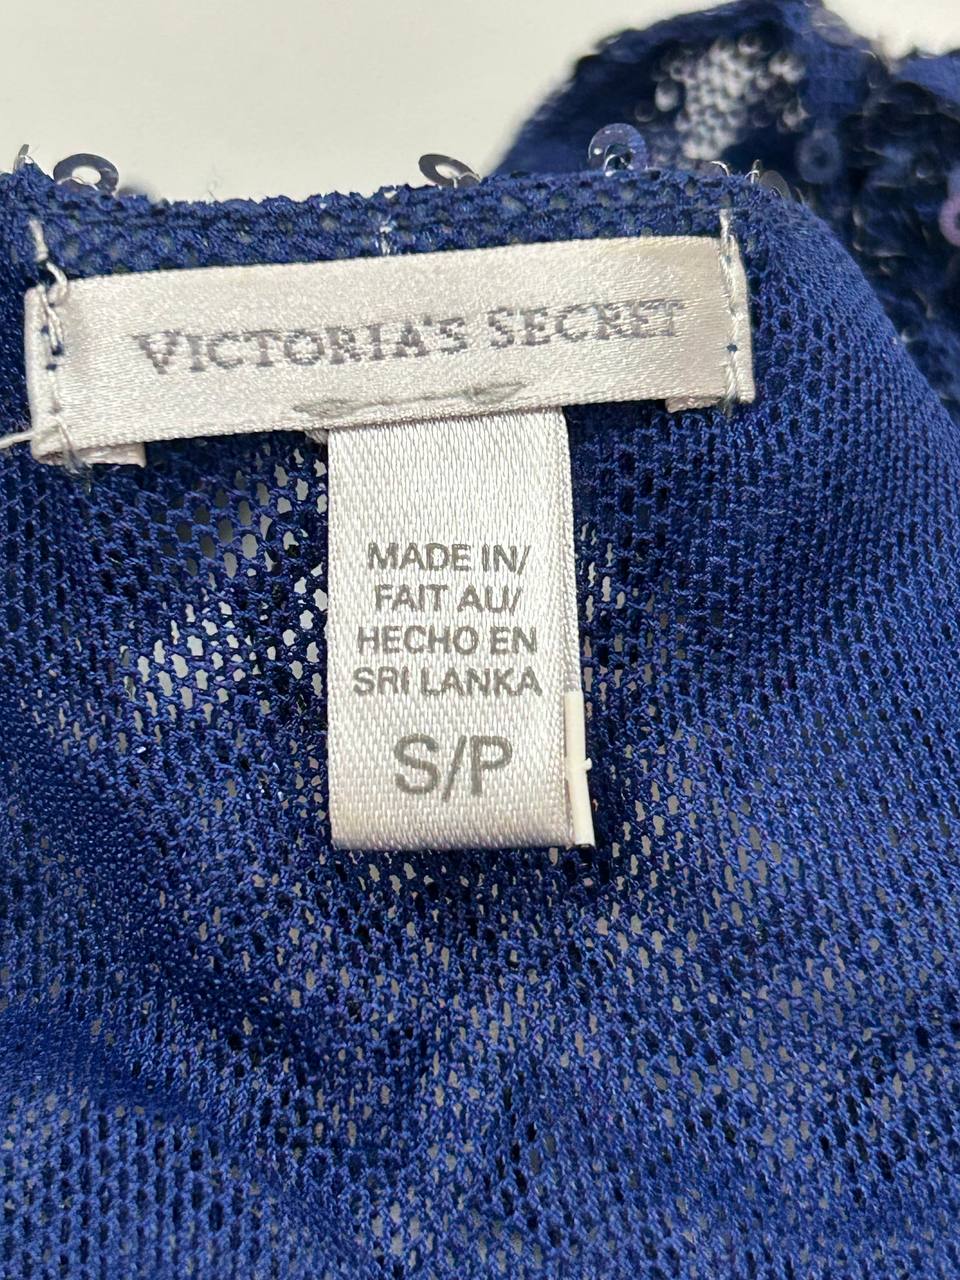 VICTORIA'S SECRET
MADE IN/
FAIT AU/
HECHO EN
SRI LANKA
S/P